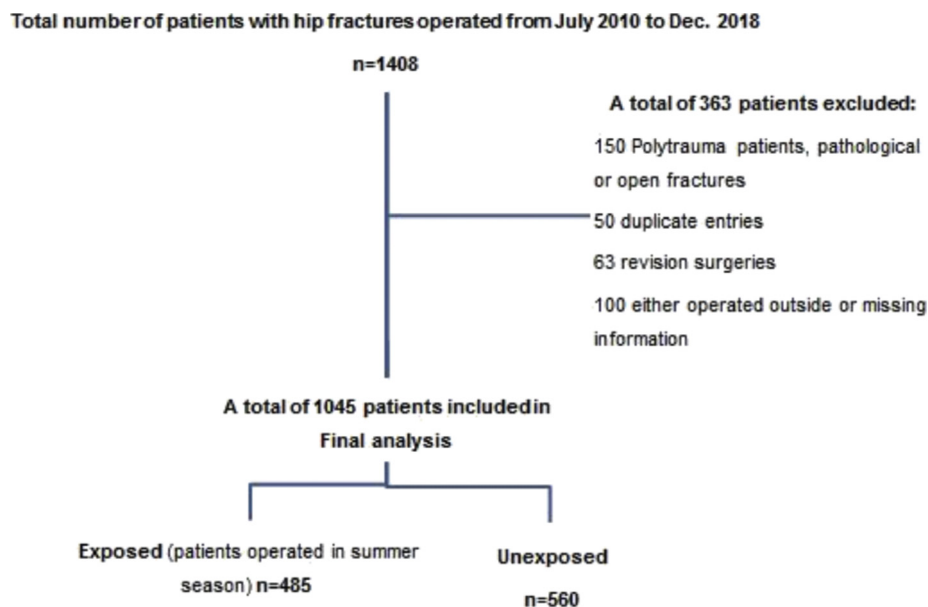 Total number of patients with hip fractures operated from July 2010 to Dec. 2018
n=1408
A total of 363 patients excluded:
150 Polytrauma patients, pathological
or open fractures
50 duplicate entries
63 revision surgeries
100 either operated outside or missing
information
A total of 1045 patients included in
Final analysis
Exposed (patients operated in summer
season) n=485
Unexposed
n=560